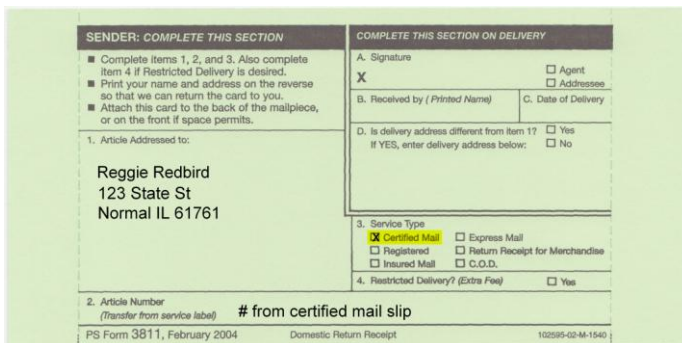 SENDER: COMPLETE THIS SECTION
■ Complete items 1, 2, and 3. Also complete
item 4 if Restricted Delivery is desired.
■ Print your name and address on the reverse
so that we can return the card to you.
■ Attach this card to the back of the mailpiece,
or on the front if space permits.
1. Article Addressed to:
Reggie Redbird
123 State St
Normal IL 61761
2. Article Number
(Transfer from service label)
# from certified mail slip
COMPLETE THIS SECTION ON DELIVERY
A. Signature
X
☐ Agent
☐ Addressee
B. Received by ( Printed Name)
C. Date of Delivery
D. Is delivery address different from item 1? ☐ Yes
If YES, enter delivery address below: ☐ No
3. Service Type
☒ Certified Mail ☐ Express Mail
☐ Registered ☐ Return Receipt for Merchandise
☐ Insured Mail ☐ C.O.D.
4. Restricted Delivery? (Extra Fee) ☐ Yes
PS Form 3811, February 2004 Domestic Return Receipt 102595-02-M-1540